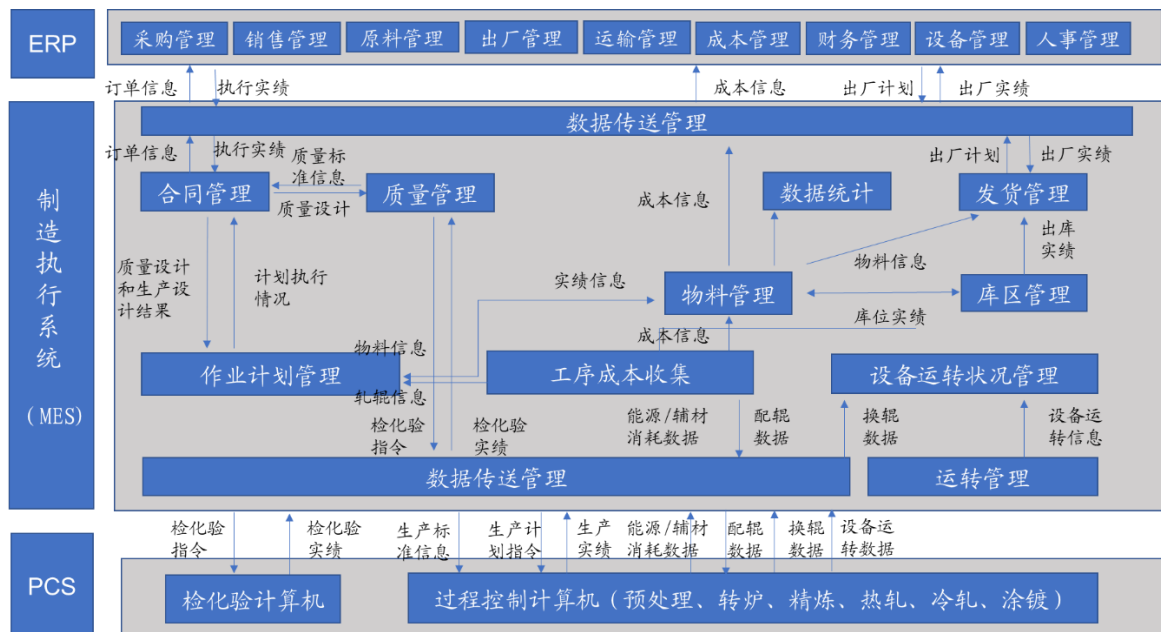 ERP
采购管理
销售管理
原料管理
出厂管理
运输管理
成本管理
财务管理
设备管理
人事管理
订单信息
执行实绩
成本信息
出厂计划
出厂实绩
制造执行系统
(MES)
数据传送管理
订单信息
执行实绩
质量标
准信息
出厂计划
出厂实绩
合同管理
质量管理
数据统计
发货管理
质量设计
成本信息
出库
实绩
质量设计
和生产设
计结果
计划执行
情况
实绩信息
物料信息
物料管理
库区管理
成本信息
库位实绩
物料信息
作业计划管理
工序成本收集
设备运转状况管理
轧辊信息
检化验
指令
检化验
实绩
能源/辅材
消耗数据
配辊
数据
换辊
数据
设备运
转信息
数据传送管理
运转管理
检化验
指令
检化验
实绩
生产标
准信息
生产计
划指令
生产
实绩
能源/辅材
消耗数据
配辊
数据
换辊
数据
设备运
转数据
PCS
检化验计算机
过程控制计算机（预处理、转炉、精炼、热轧、冷轧、涂镀）